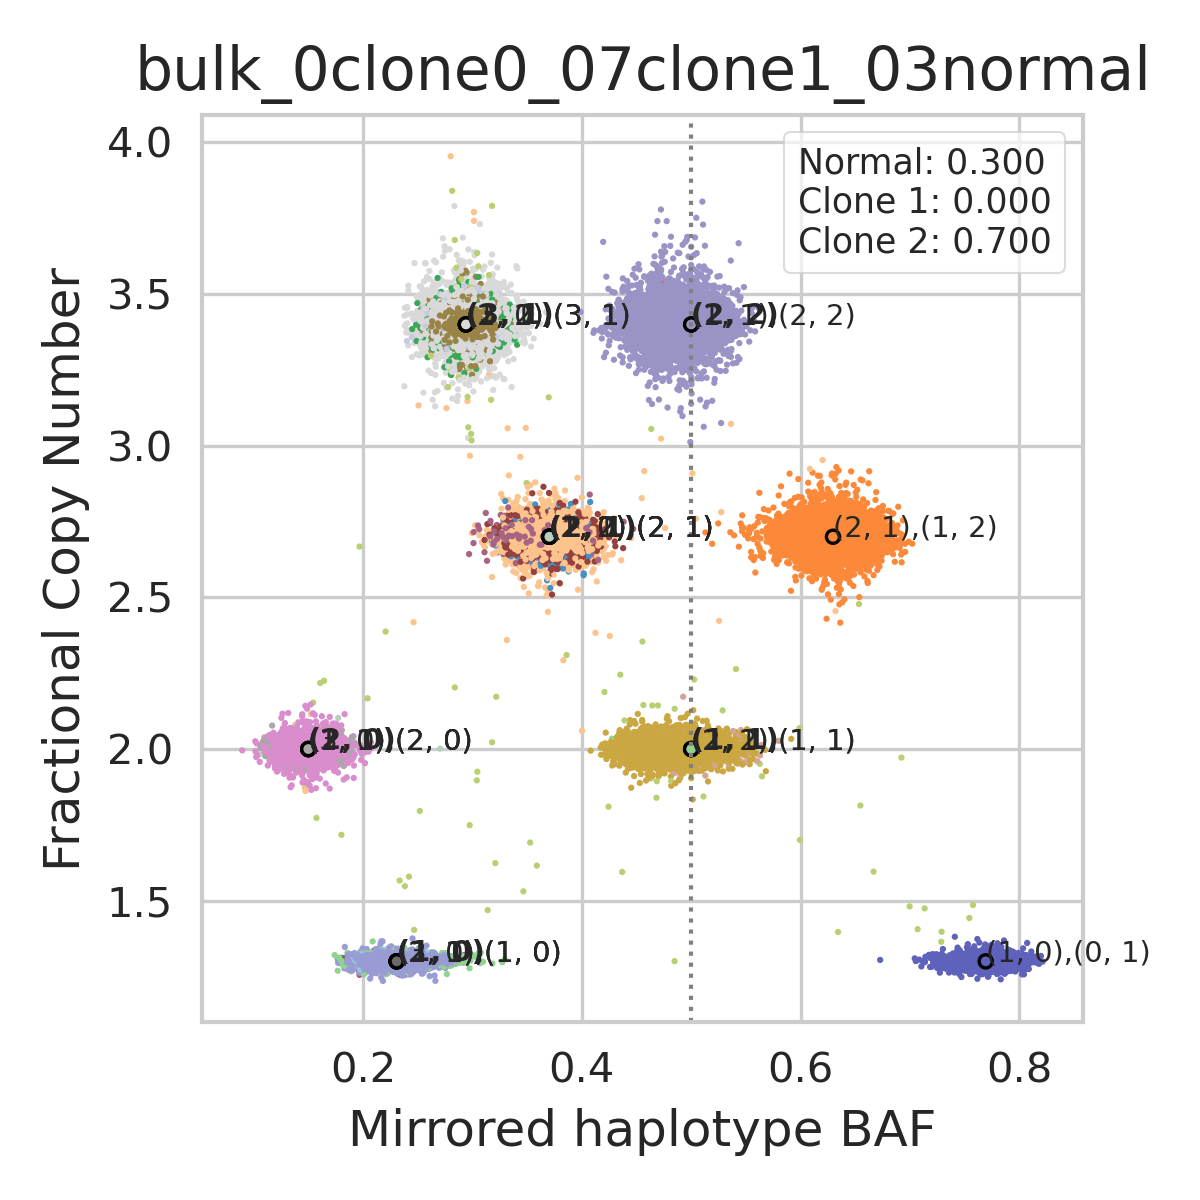 bulk_0clone0_07clone1_03normal
Normal: 0.300
Clone 1: 0.000
Clone 2: 0.700
4.0
3.5
3.0
2.5
2.0
1.5
Fractional Copy Number
(3, 1)
(2, 2)
(2, 1)
(2, 1),(1, 2)
(2, 0)
(1, 1)
(1, 0)
(1, 0),(0, 1)
0.2
0.4
0.6
0.8
Mirrored haplotype BAF